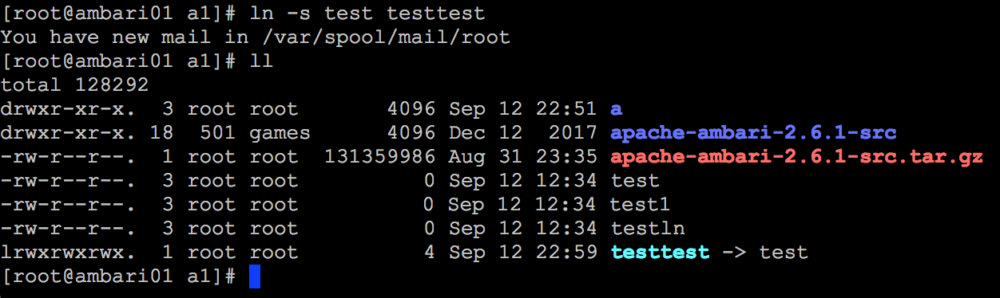 [root@ambari01 a1]# ln -s test testtest
You have new mail in /var/spool/mail/root
[root@ambari01 a1]# ll
total 128292
drwxr-xr-x.  3 root root      4096 Sep 12 22:51 a
drwxr-xr-x. 18  501 games      4096 Dec 12  2017 apache-ambari-2.6.1-src
-rw-r--r--.  1 root root  131359986 Aug 31 23:35 apache-ambari-2.6.1-src.tar.gz
-rw-r--r--.  3 root root         0 Sep 12 12:34 test
-rw-r--r--.  3 root root         0 Sep 12 12:34 test1
-rw-r--r--.  3 root root         0 Sep 12 12:34 testln
lrwxrwxrwx.  1 root root         4 Sep 12 22:59 testtest -> test
[root@ambari01 a1]#